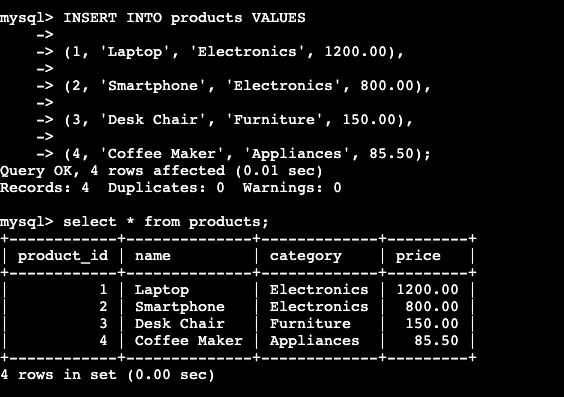 mysql> INSERT INTO products VALUES
    ->
    -> (1, 'Laptop', 'Electronics', 1200.00),
    ->
    -> (2, 'Smartphone', 'Electronics', 800.00),
    ->
    -> (3, 'Desk Chair', 'Furniture', 150.00),
    ->
    -> (4, 'Coffee Maker', 'Appliances', 85.50);
Query OK, 4 rows affected (0.01 sec)
Records: 4  Duplicates: 0  Warnings: 0

mysql> select * from products;
+------------+--------------+-------------+---------+
| product_id | name         | category    | price   |
+------------+--------------+-------------+---------+
|          1 | Laptop       | Electronics | 1200.00 |
|          2 | Smartphone   | Electronics |  800.00 |
|          3 | Desk Chair   | Furniture   |  150.00 |
|          4 | Coffee Maker | Appliances  |   85.50 |
+------------+--------------+-------------+---------+
4 rows in set (0.00 sec)